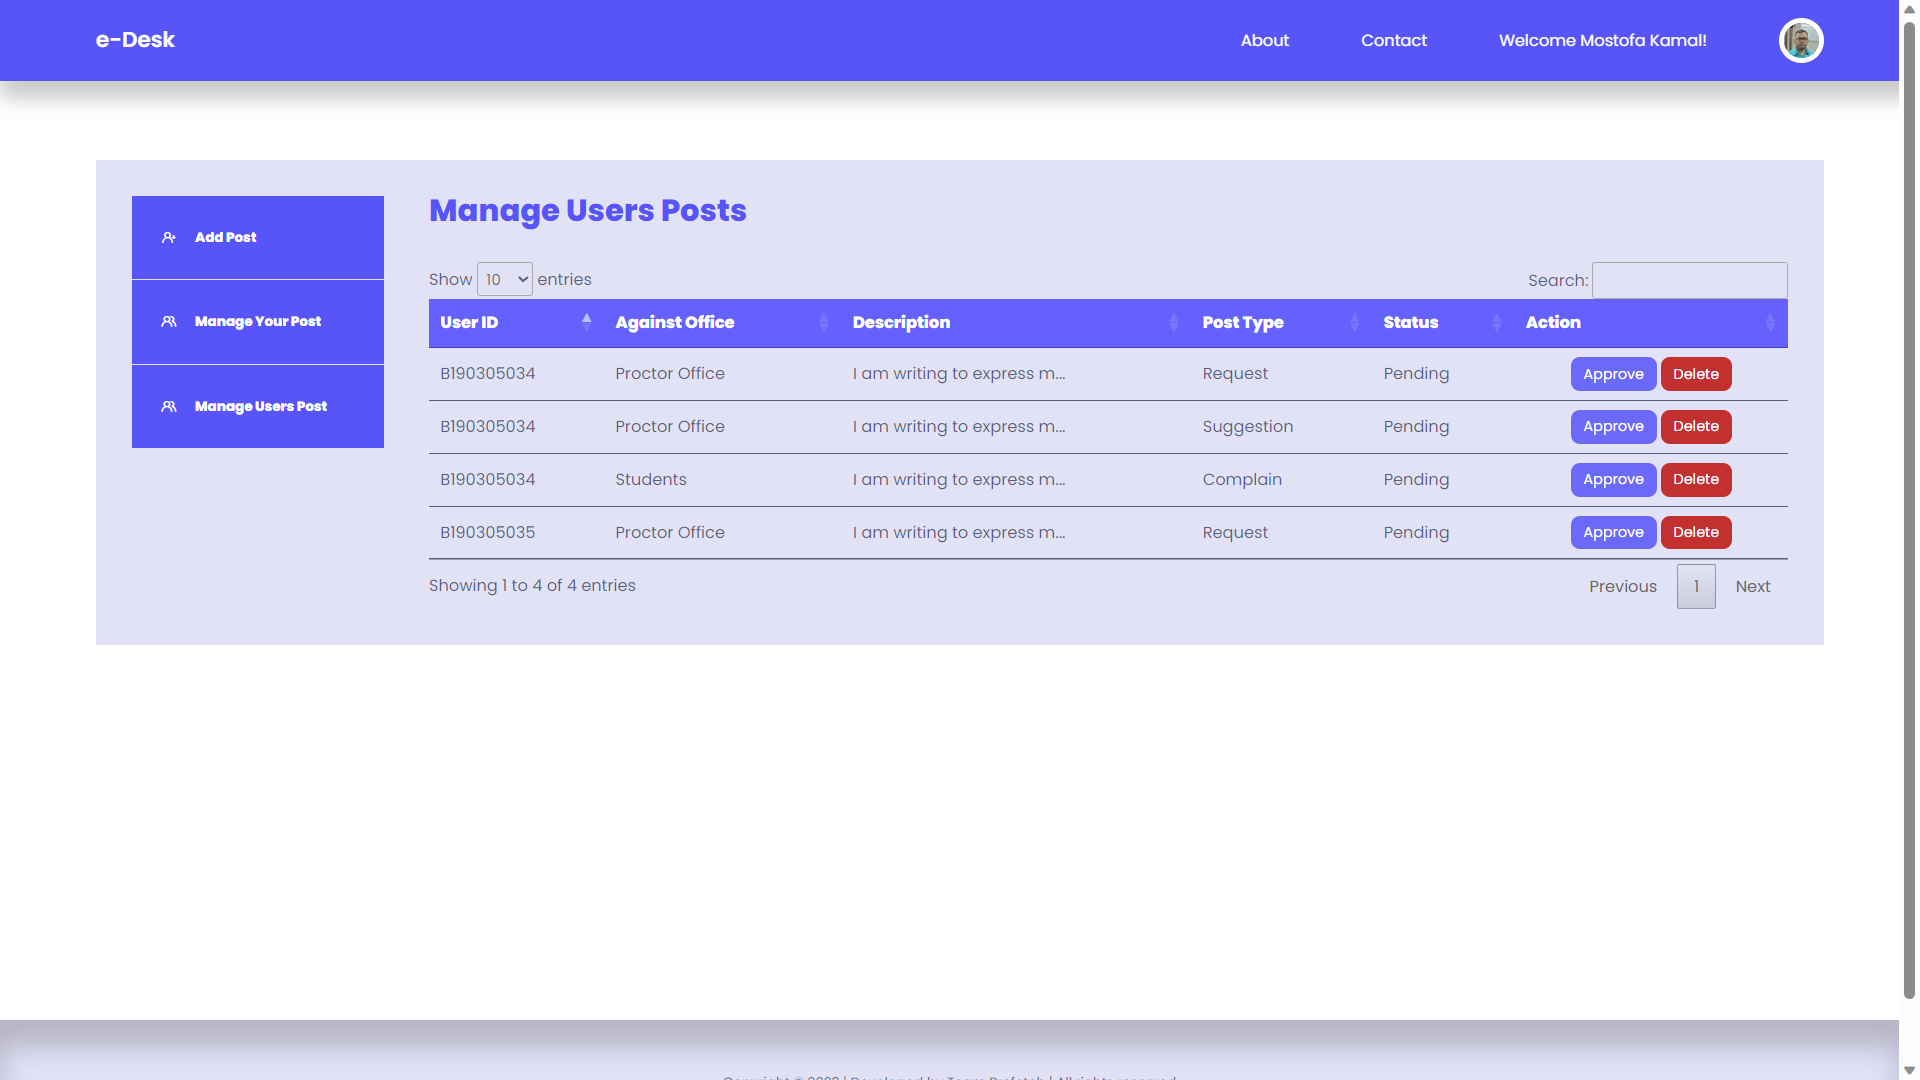 e-Desk About Contact Welcome Mostofa Kamal!
Add Post
Manage Your Post
Manage Users Post
Manage Users Posts
Show 10 entries Search:
User ID Against Office Description Post Type Status Action
B190305034 Proctor Office I am writing to express m... Request Pending Approve Delete
B190305034 Proctor Office I am writing to express m... Suggestion Pending Approve Delete
B190305034 Students I am writing to express m... Complain Pending Approve Delete
B190305035 Proctor Office I am writing to express m... Request Pending Approve Delete
Showing 1 to 4 of 4 entries Previous 1 Next